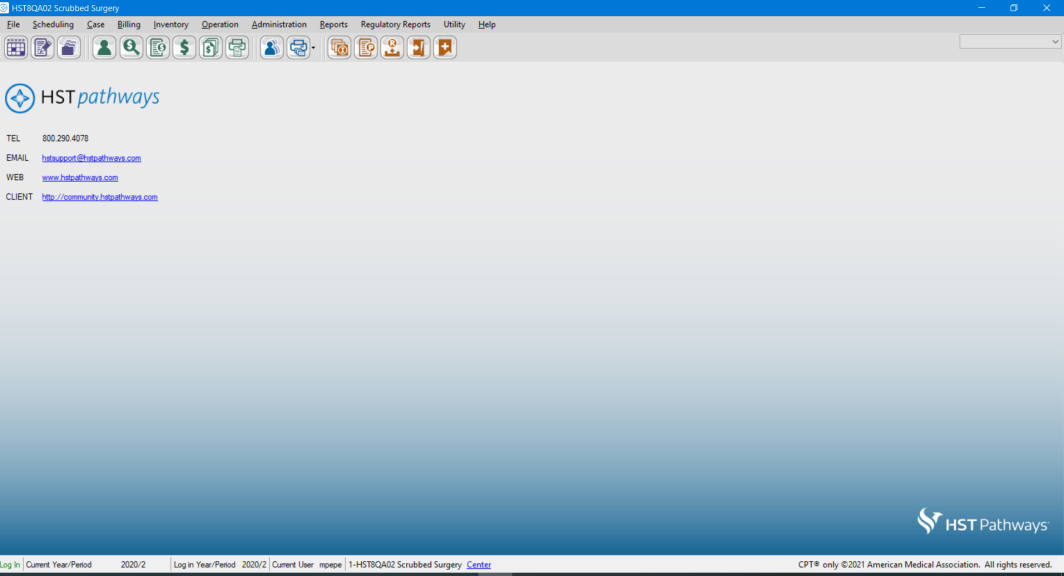 HST8QA02 Scrubbed Surgery
File Scheduling Case Billing Inventory Operation Administration Reports Regulatory Reports Utility Help
HST pathways
TEL 800.290.4078
EMAIL hstsupport@hstpathways.com
WEB www.hstpathways.com
CLIENT http://community.hstpathways.com
HST Pathways
Log In Current Year/Period 2020/2 Log in Year/Period 2020/2 Current User mpepe 1-HST8QA02 Scrubbed Surgery Center CPT® only ©2021 American Medical Association. All rights reserved.